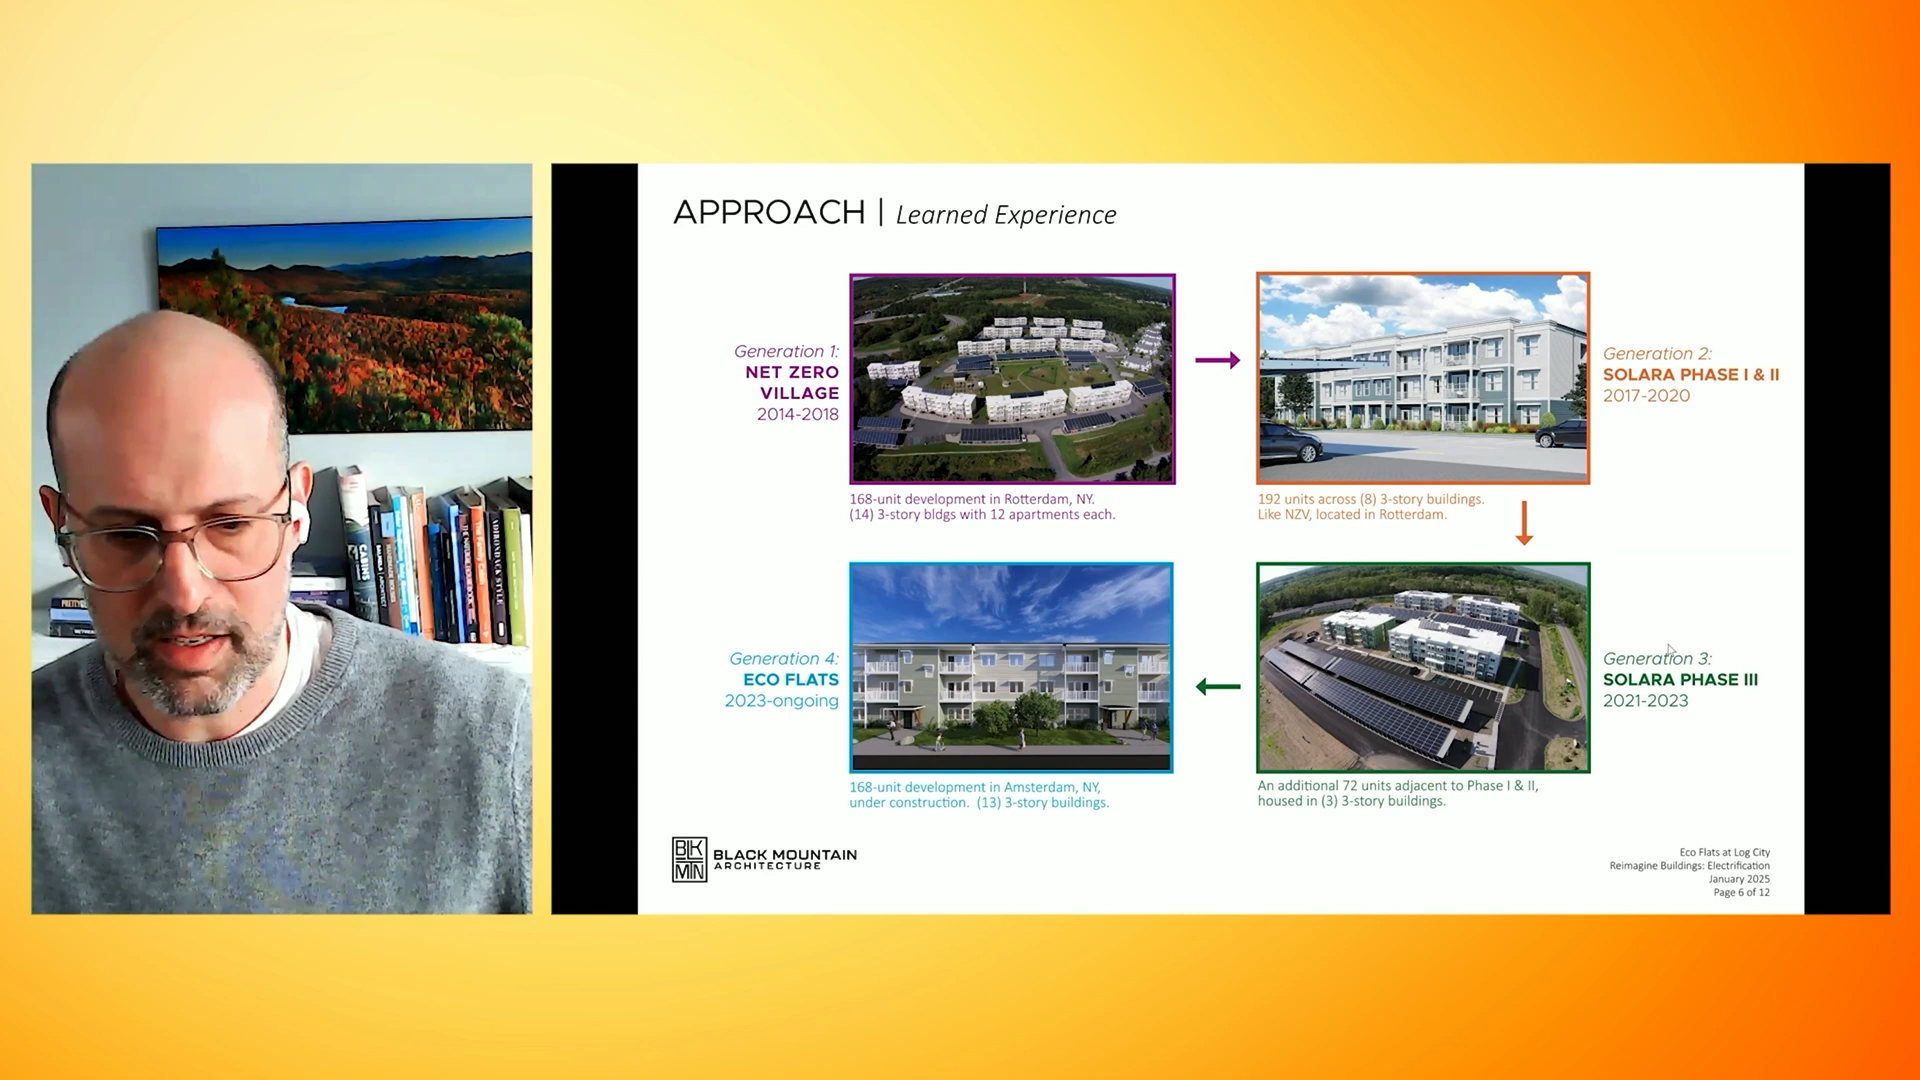 APPROACH | Learned Experience
Generation 1:
NET ZERO
VILLAGE
2014-2018
168-unit development in Rotterdam, NY.
(14) 3-story bldgs with 12 apartments each.
Generation 2:
SOLARA PHASE I & II
2017-2020
192 units across (8) 3-story buildings.
Like NZV, located in Rotterdam.
Generation 3:
SOLARA PHASE III
2021-2023
An additional 72 units adjacent to Phase I & II,
housed in (3) 3-story buildings.
Generation 4:
ECO FLATS
2023-ongoing
168-unit development in Amsterdam, NY,
under construction. (13) 3-story buildings.
BLK
MTN
BLACK MOUNTAIN
ARCHITECTURE
Eco Flats at Log City
Reimagine Buildings: Electrification
January 2025
Page 6 of 12
CABINS
ADIRONDACK STYLE